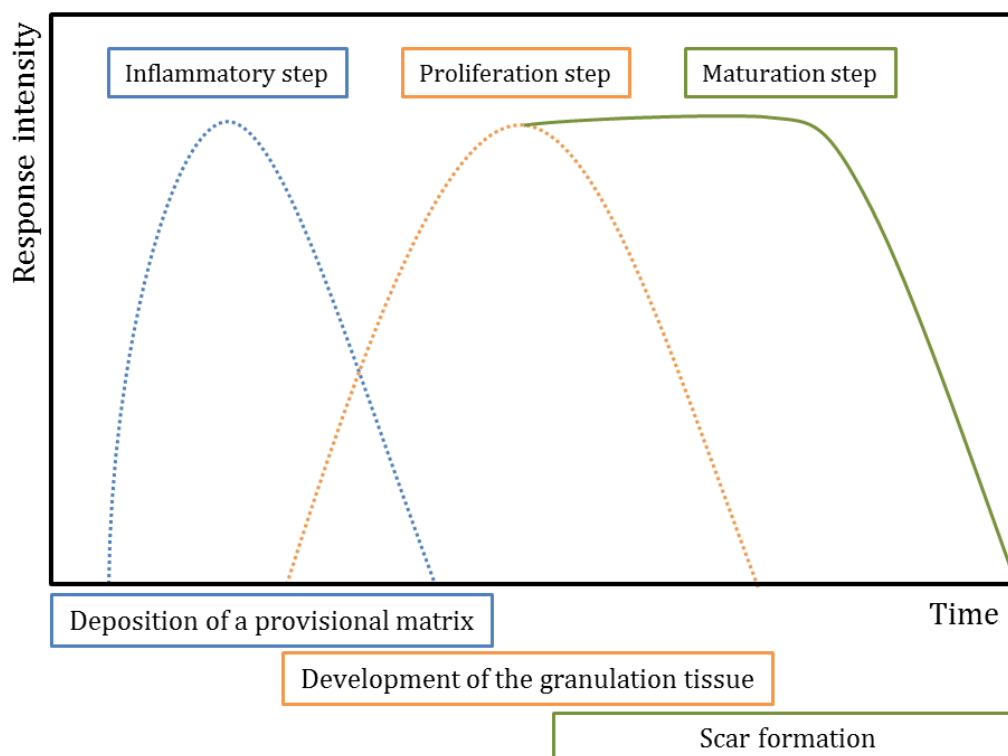 Inflammatory step
Proliferation step
Maturation step
Response intensity
Time
Deposition of a provisional matrix
Development of the granulation tissue
Scar formation